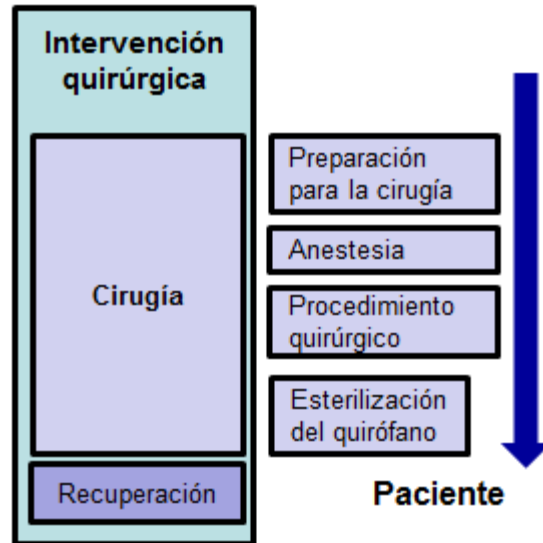 Intervención
quirúrgica
Cirugía
Preparación
para la cirugía
Anestesia
Procedimiento
quirúrgico
Esterilización
del quirófano
Recuperación
Paciente